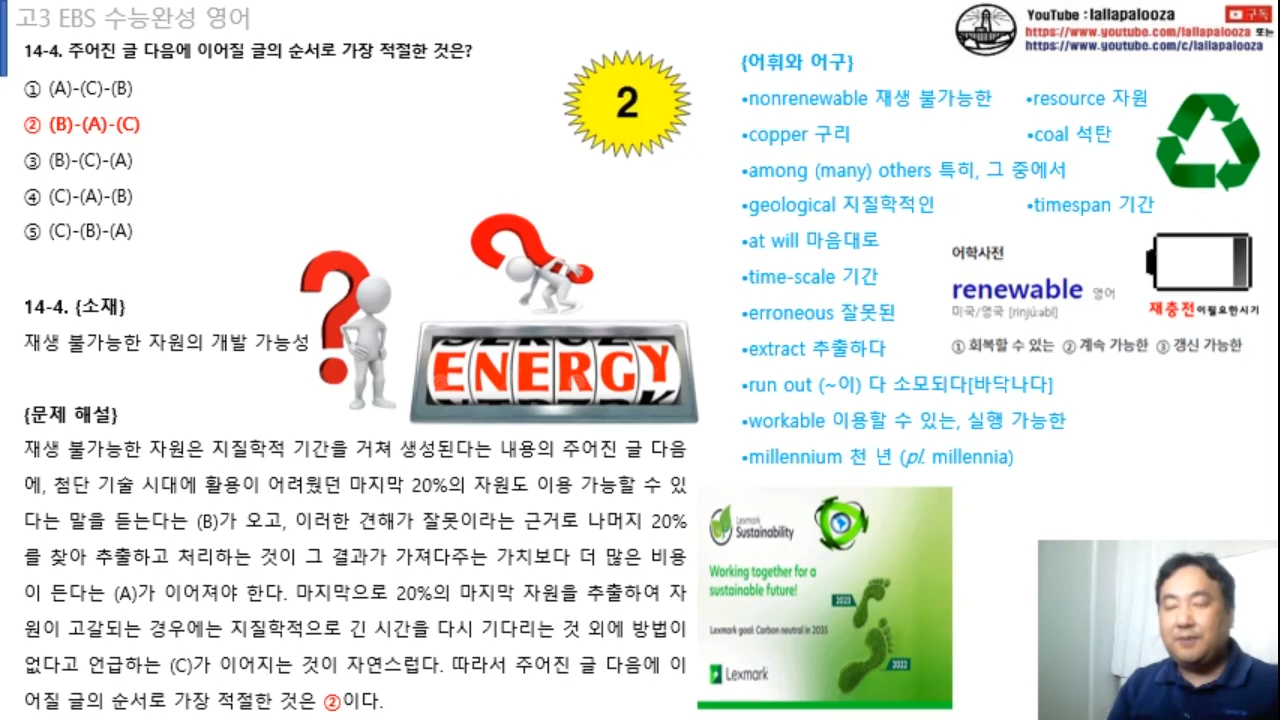 고3 EBS 수능완성 영어
14-4. 주어진 글 다음에 이어질 글의 순서로 가장 적절한 것은?
① (A)-(C)-(B)
② (B)-(A)-(C)
③ (B)-(C)-(A)
④ (C)-(A)-(B)
⑤ (C)-(B)-(A)
2
14-4. {소재}
재생 불가능한 자원의 개발 가능성
ENERGY
{문제 해설}
재생 불가능한 자원은 지질학적 기간을 거쳐 생성된다는 내용의 주어진 글 다음
에, 첨단 기술 시대에 활용이 어려웠던 마지막 20%의 자원도 이용 가능할 수 있
다는 말을 듣는다는 (B)가 오고, 이러한 견해가 잘못이라는 근거로 나머지 20%
를 찾아 추출하고 처리하는 것이 그 결과가 가져다주는 가치보다 더 많은 비용
이 든다는 (A)가 이어져야 한다. 마지막으로 20%의 마지막 자원을 추출하여 자
원이 고갈되는 경우에는 지질학적으로 긴 시간을 다시 기다리는 것 외에 방법이
없다고 언급하는 (C)가 이어지는 것이 자연스럽다. 따라서 주어진 글 다음에 이
어질 글의 순서로 가장 적절한 것은 ②이다.
YouTube : lallapalooza
구독
https://www.youtube.com/lallapalooza 또는
https://www.youtube.com/c/lallapalooza
{어휘와 어구}
•nonrenewable 재생 불가능한 •resource 자원
•copper 구리 •coal 석탄
•among (many) others 특히, 그 중에서
•geological 지질학적인 •timespan 기간
•at will 마음대로
•time-scale 기간
•erroneous 잘못된
•extract 추출하다
•run out (~이) 다 소모되다[바닥나다]
•workable 이용할 수 있는, 실행 가능한
•millennium 천 년 (pl. millennia)
어학사전
renewable 영어
미국/영국 [rinjú:əbl]
① 회복할 수 있는 ② 계속 가능한 ③ 갱신 가능한
재충전이필요한시기
Lexmark
Sustainability
Working together for a
sustainable future!
2023
Lexmark goal: Carbon neutral in 2035
2022
Lexmark